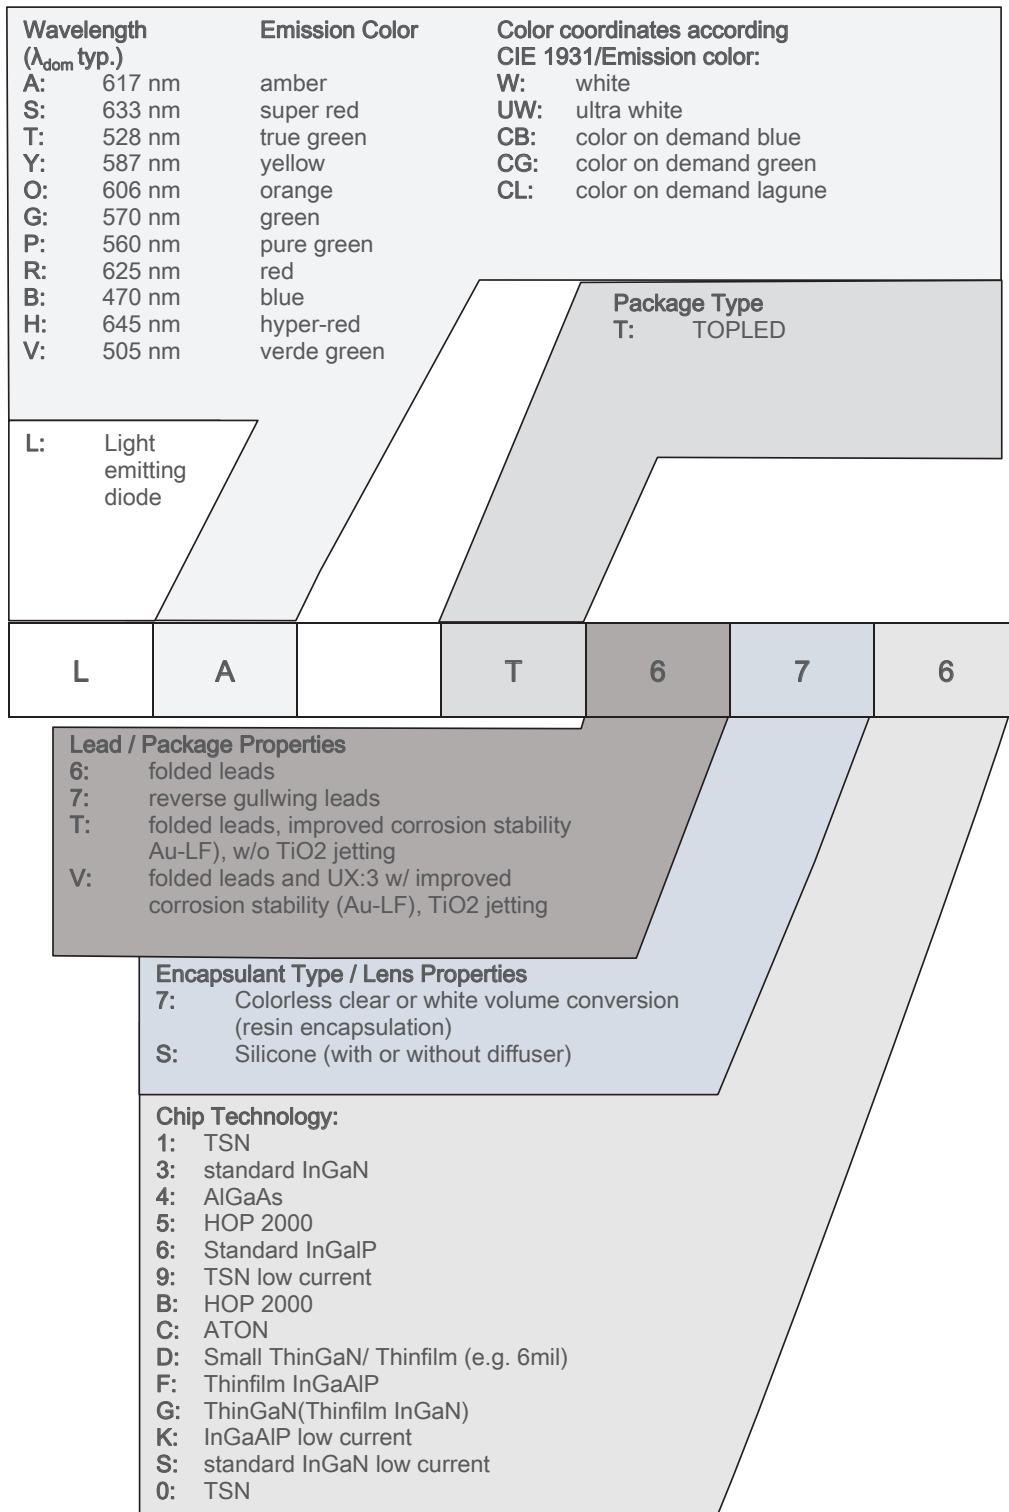 Wavelength Emission Color Color coordinates according
(λdom typ.) CIE 1931/Emission color:
A: 617 nm amber W: white
S: 633 nm super red UW: ultra white
T: 528 nm true green CB: color on demand blue
Y: 587 nm yellow CG: color on demand green
O: 606 nm orange CL: color on demand lagune
G: 570 nm green
P: 560 nm pure green
R: 625 nm red
B: 470 nm blue
H: 645 nm hyper-red
V: 505 nm verde green
Package Type
T: TOPLED
L: Light
emitting
diode
L A T 6 7 6
Lead / Package Properties
6: folded leads
7: reverse gullwing leads
T: folded leads, improved corrosion stability
Au-LF), w/o TiO2 jetting
V: folded leads and UX:3 w/ improved
corrosion stability (Au-LF), TiO2 jetting
Encapsulant Type / Lens Properties
7: Colorless clear or white volume conversion
(resin encapsulation)
S: Silicone (with or without diffuser)
Chip Technology:
1: TSN
3: standard InGaN
4: AlGaAs
5: HOP 2000
6: Standard InGalP
9: TSN low current
B: HOP 2000
C: ATON
D: Small ThinGaN/ Thinfilm (e.g. 6mil)
F: Thinfilm InGaAlP
G: ThinGaN(Thinfilm InGaN)
K: InGaAlP low current
S: standard InGaN low current
0: TSN